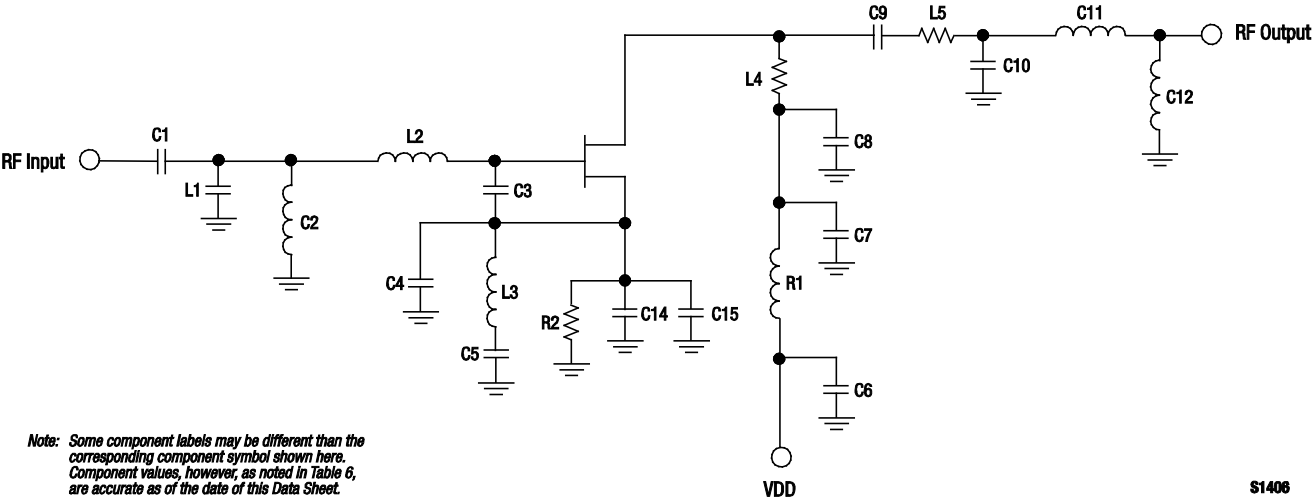 C9
L5
C11
RF Output
C10
L4
C12
C8
C1
L2
RF Input
L1
C3
C2
C7
C4
L3
R1
R2
C14
C15
C5
C6
VDD
Note: Some component labels may be different than the
corresponding component symbol shown here.
Component values, however, as noted in Table 6,
are accurate as of the date of this Data Sheet.
S1406